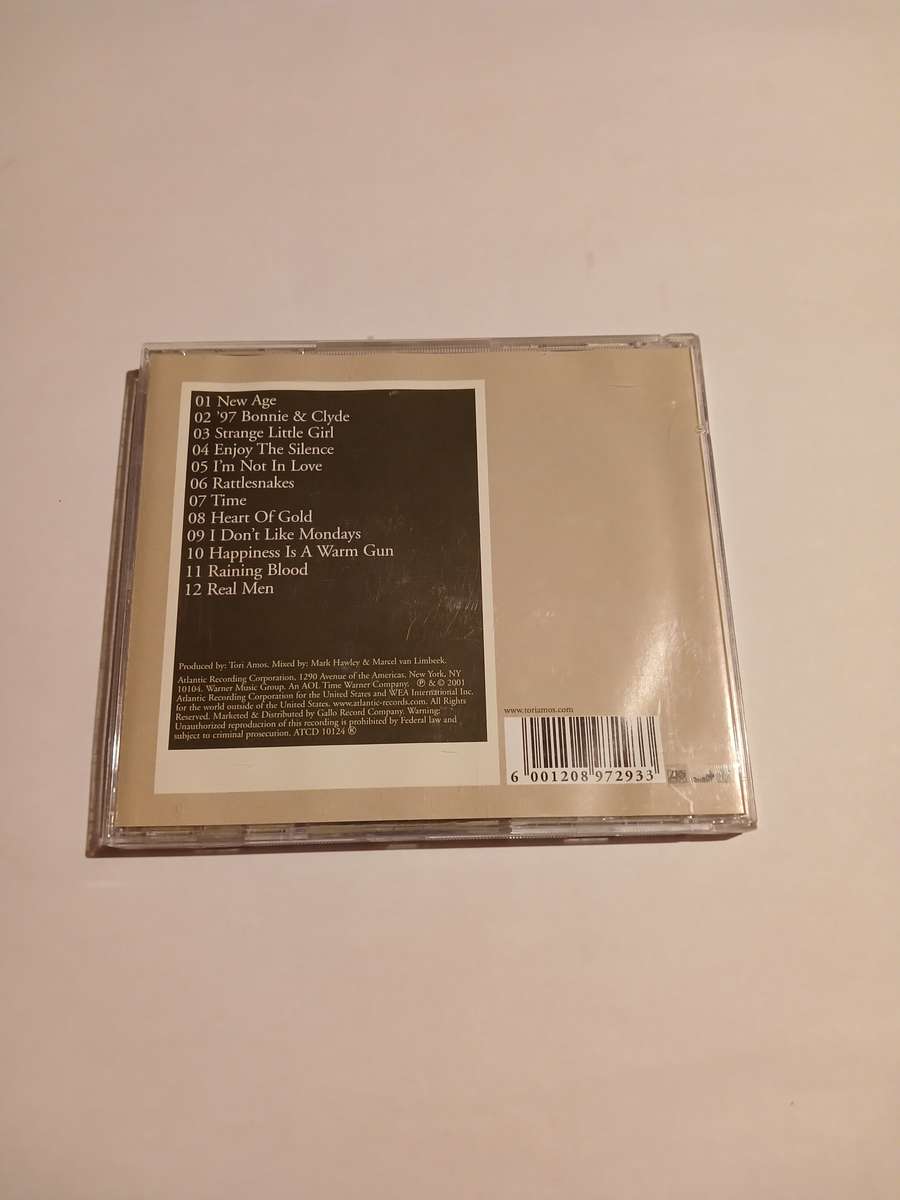 01 New Age
02 '97 Bonnie & Clyde
03 Strange Little Girl
04 Enjoy The Silence
05 I'm Not In Love
06 Rattlesnakes
07 Time
08 Heart Of Gold
09 I Don't Like Mondays
10 Happiness Is A Warm Gun
11 Raining Blood
12 Real Men
Produced by: Tori Amos. Mixed by: Mark Hawley & Marcel van Limbeek.
Atlantic Recording Corporation, 1290 Avenue of the Americas, New York, NY
10104. Warner Music Group. An AOL Time Warner Company. ℗ & © 2001
Atlantic Recording Corporation for the United States and WEA International Inc.
for the world outside of the United States. www.atlantic-records.com. All Rights
Reserved. Marketed & Distributed by Gallo Record Company. Warning:
Unauthorized reproduction of this recording is prohibited by Federal law and
subject to criminal prosecution. ATCD 10124 ®
www.toriamos.com
6 001208 972933